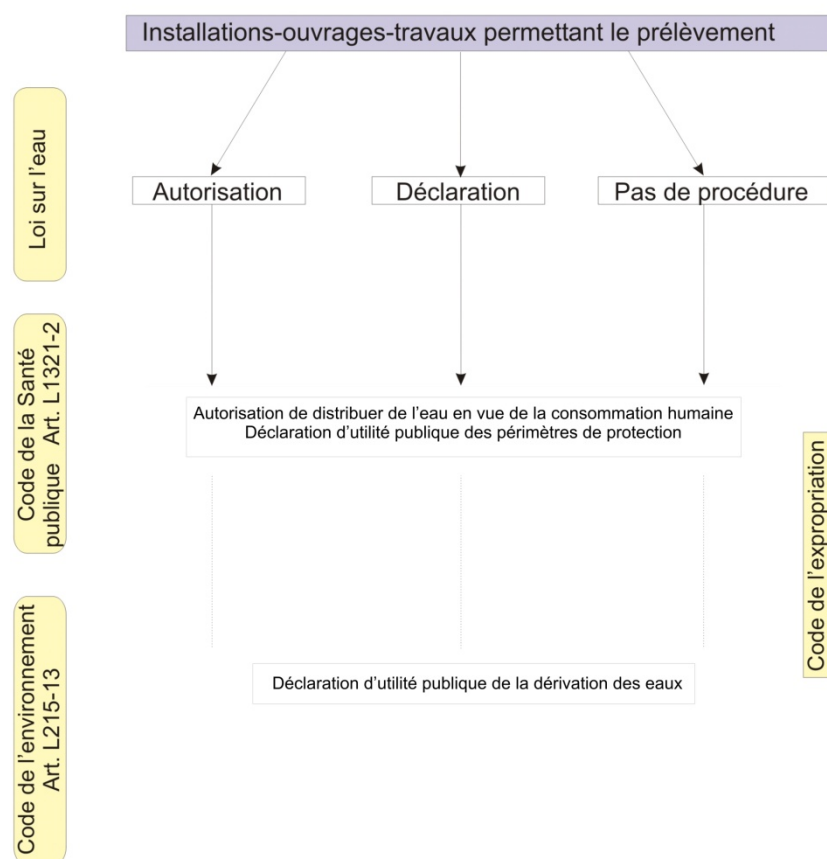 Installations-ouvrages-travaux permettant le prélèvement
Loi sur l'eau
Autorisation
Déclaration
Pas de procédure
Code de la Santé
publique Art. L1321-2
Autorisation de distribuer de l'eau en vue de la consommation humaine
Déclaration d'utilité publique des périmètres de protection
Code de l'expropriation
Code de l'environnement
Art. L215-13
Déclaration d'utilité publique de la dérivation des eaux